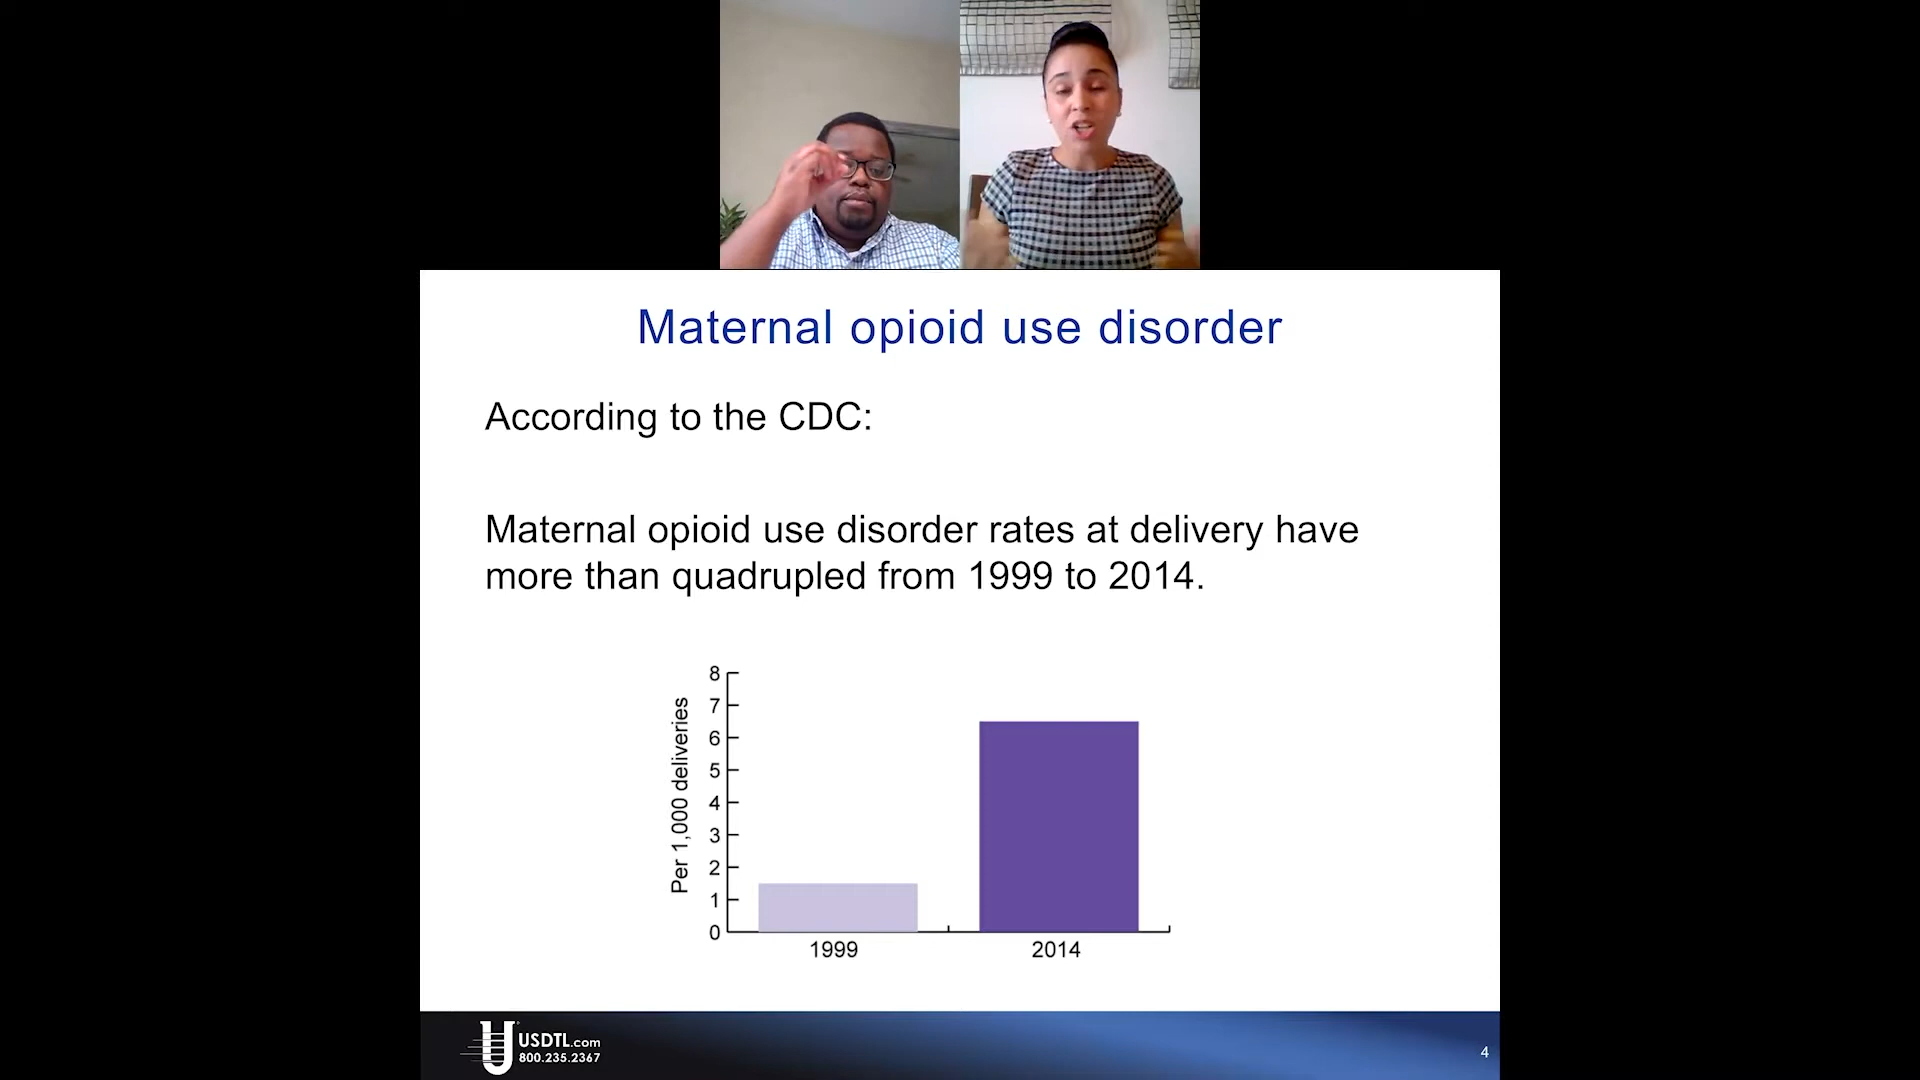 Maternal opioid use disorder
According to the CDC:
Maternal opioid use disorder rates at delivery have
more than quadrupled from 1999 to 2014.
Per 1,000 deliveries
8
7
6
5
4
3
2
1
0
1999 2014
USDTL.com
800.235.2367
4